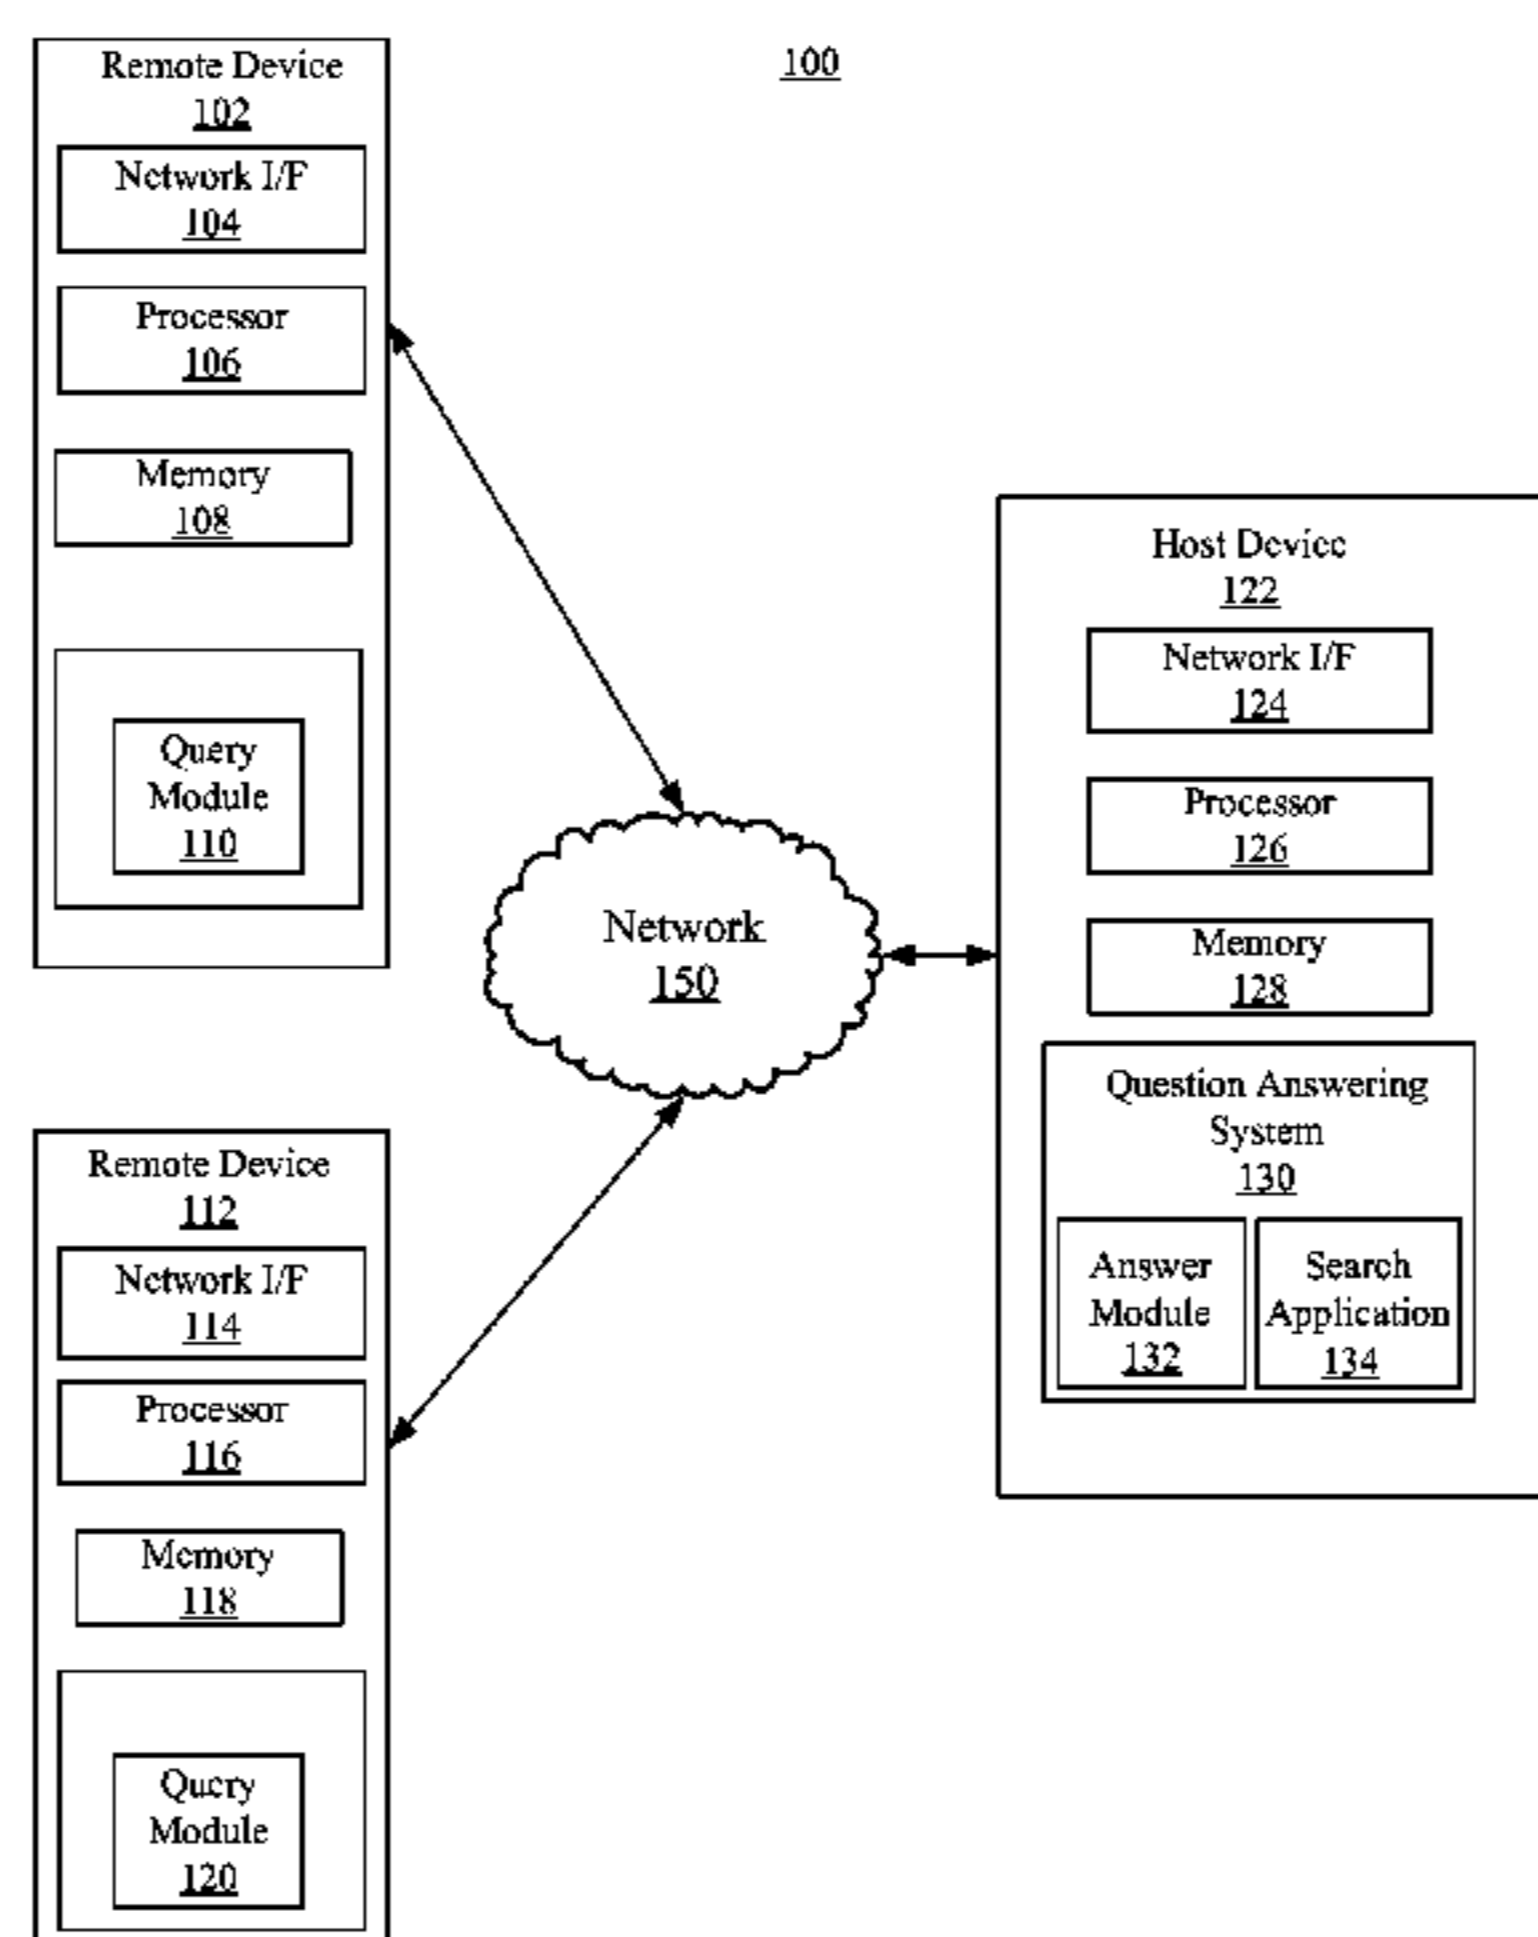 100
Remote Device
102
Network I/F
104
Processor
106
Memory
108
Query
Module
110
Network
150
Host Device
122
Network I/F
124
Processor
126
Memory
128
Question Answering
System
130
Answer
Module
132
Search
Application
134
Remote Device
112
Network I/F
114
Processor
116
Memory
118
Query
Module
120